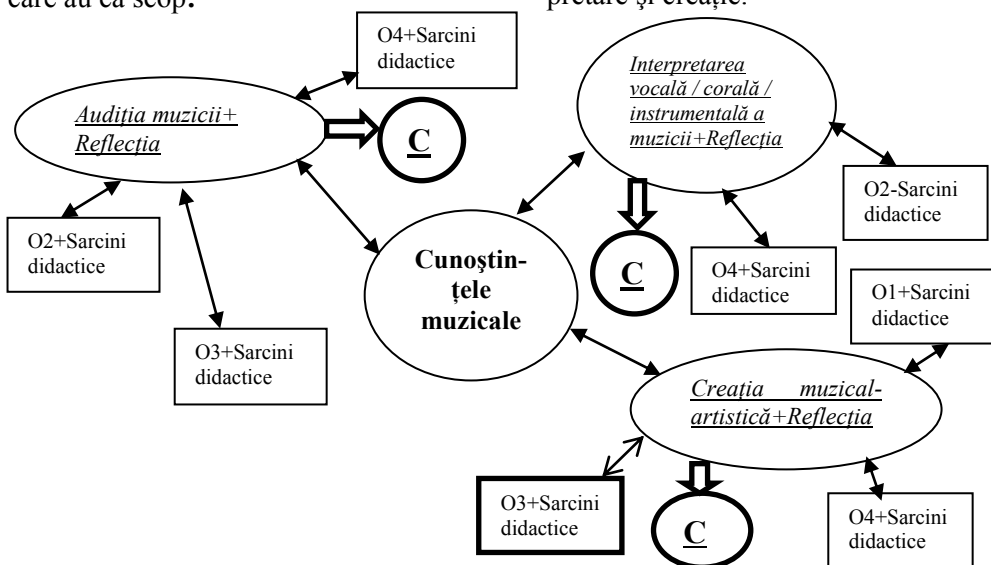 care au ca scop:
pretare şi creaţie.
O4+Sarcini
didactice
Audiţia muzicii+
Reflecţia
C
Interpretarea
vocală / corală /
instrumentală a
muzicii+Reflecţia
O2-Sarcini
didactice
O2+Sarcini
didactice
O3+Sarcini
didactice
Cunoştin-
ţele
muzicale
C
O4+Sarcini
didactice
O1+Sarcini
didactice
Creaţia muzical-
artistică+Reflecţia
O3+Sarcini
didactice
C
O4+Sarcini
didactice